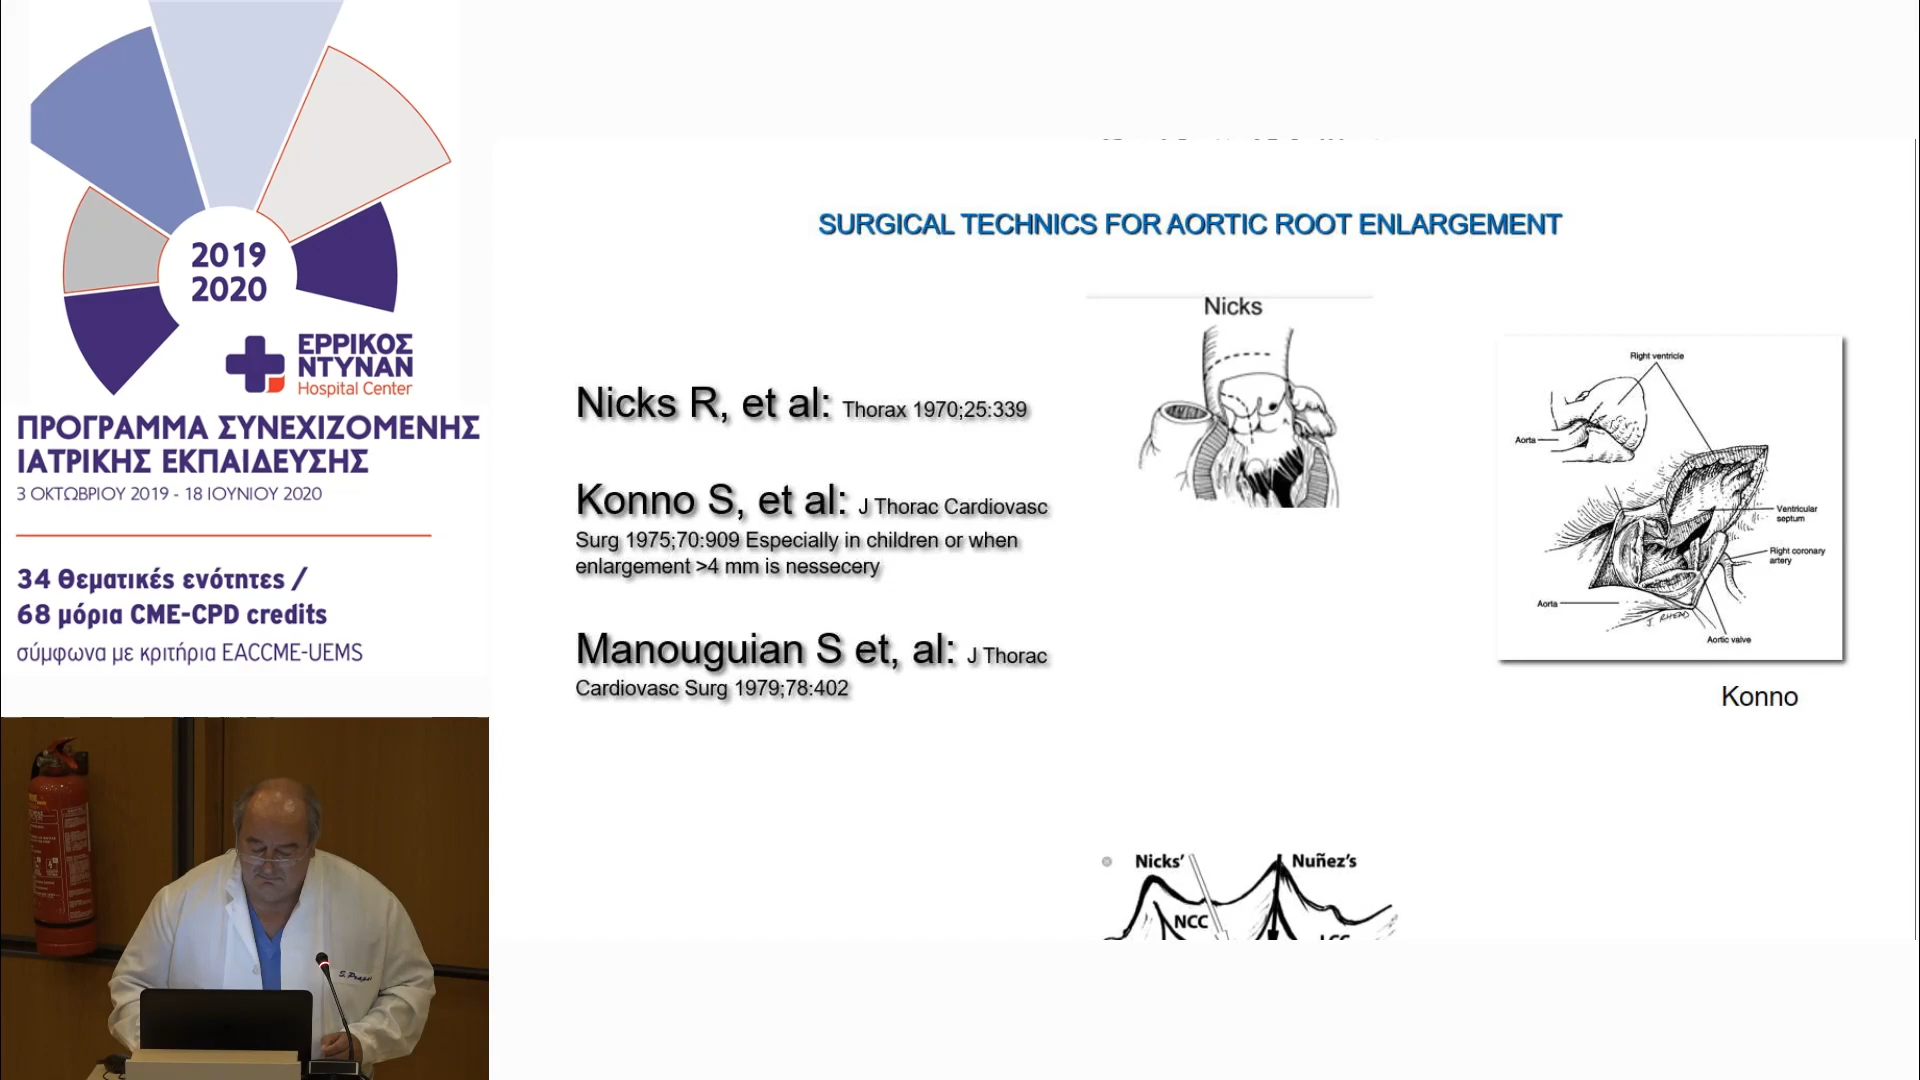 2019
2020
ΕΡΡΙΚΟΣ
ΝΤΥΝΑΝ
Hospital Center
ΠΡΟΓΡΑΜΜΑ ΣΥΝΕΧΙΖΟΜΕΝΗΣ
ΙΑΤΡΙΚΗΣ ΕΚΠΑΙΔΕΥΣΗΣ
3 ΟΚΤΩΒΡΙΟΥ 2019 - 18 ΙΟΥΝΙΟΥ 2020
34 Θεματικές ενότητες /
68 μόρια CME-CPD credits
σύμφωνα με κριτήρια EACCME-UEMS
SURGICAL TECHNICS FOR AORTIC ROOT ENLARGEMENT
Nicks R, et al: Thorax 1970;25:339
Konno S, et al: J Thorac Cardiovasc
Surg 1975;70:909 Especially in children or when
enlargement >4 mm is nessecery
Manouguian S et, al: J Thorac
Cardiovasc Surg 1979;78:402
Nicks
Right ventricle
Aorta
Ventricular
septum
Right coronary
artery
Aorta
J. RHEAD
Aortic valve
Konno
Nicks' Nuñez's
NCC